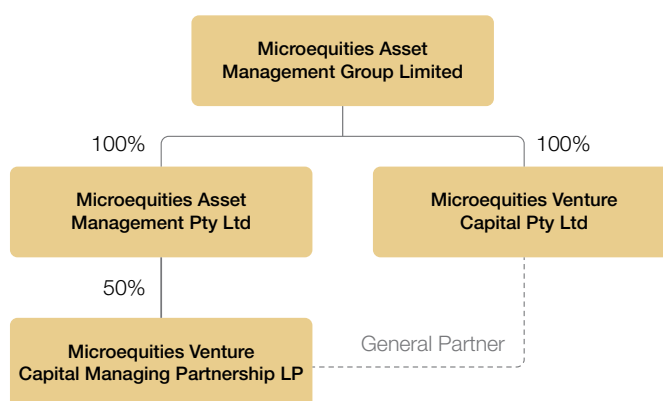 Microequities Asset
Management Group Limited
100%
100%
Microequities Asset
Management Pty Ltd
Microequities Venture
Capital Pty Ltd
50%
General Partner
Microequities Venture
Capital Managing Partnership LP